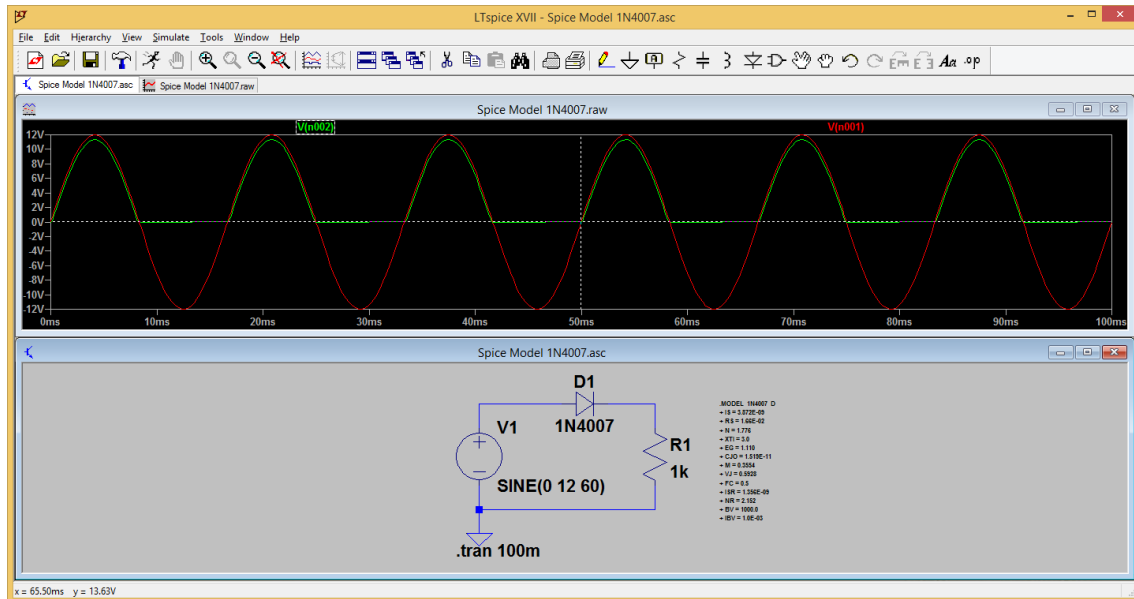 LTspice XVII - Spice Model 1N4007.asc
File Edit Hierarchy View Simulate Tools Window Help
Aa .op
Spice Model 1N4007.asc Spice Model 1N4007.raw
Spice Model 1N4007.raw
V(n002) V(n001)
12V
10V
8V
6V
4V
2V
0V
-2V
-4V
-6V
-8V
-10V
-12V
0ms 10ms 20ms 30ms 40ms 50ms 60ms 70ms 80ms 90ms 100ms
Spice Model 1N4007.asc
D1
1N4007
V1
SINE(0 12 60)
R1
1k
.tran 100m
.MODEL 1N4007 D
+ IS = 3.872E-09
+ RS = 1.66E-02
+ N = 1.776
+ XTI = 3.0
+ EG = 1.110
+ CJO = 1.519E-11
+ M = 0.3554
+ VJ = 0.5928
+ FC = 0.5
+ ISR = 1.356E-09
+ NR = 2.152
+ BV = 1000.0
+ IBV = 1.0E-03
x = 65.50ms y = 13.63V